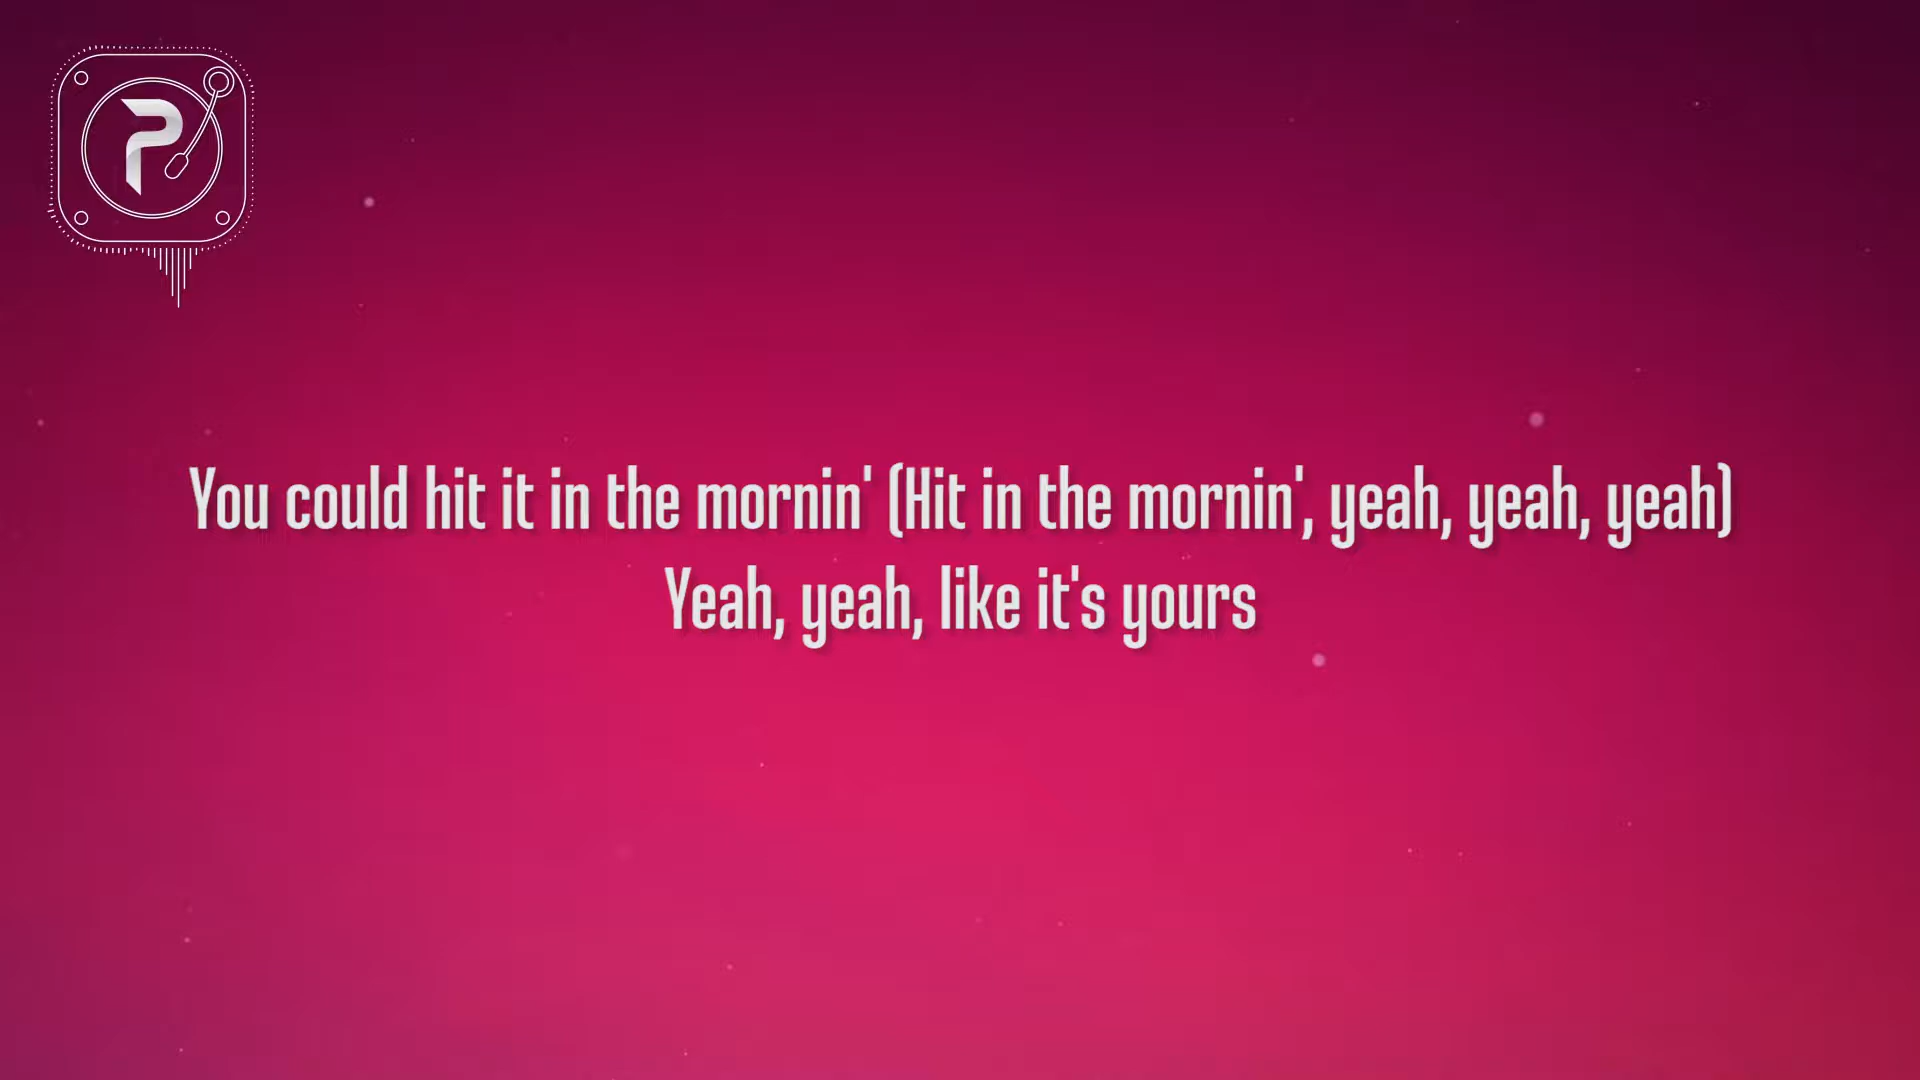 P
You could hit it in the mornin' (Hit in the mornin', yeah, yeah, yeah)
Yeah, yeah, like it's yours